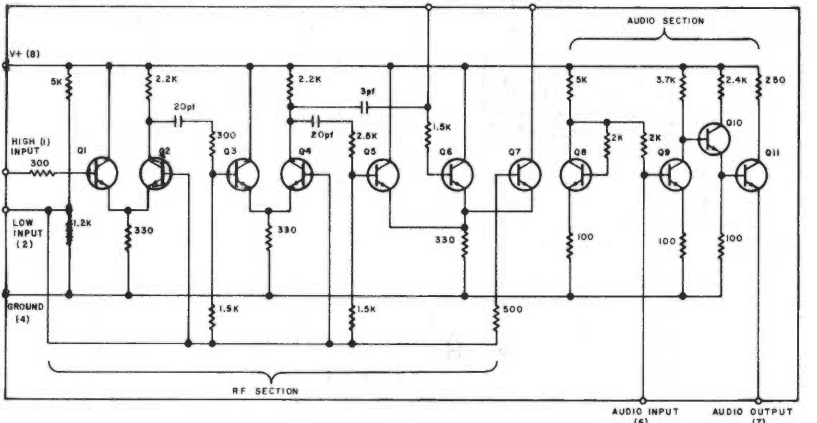 AUDIO SECTION
V+ (8)
5K
2.2K
2.2K
3pf
5K
3.7K
2.4K
250
20pf
20pf
HIGH (1)
INPUT
300
Q1
Q2
300
Q3
Q4
2.8K
Q5
1.5K
Q6
Q7
Q8
2K
2K
Q9
Q10
Q11
LOW
INPUT
(2)
1.2K
330
330
330
100
100
100
GROUND
(4)
1.5K
1.5K
500
RF SECTION
AUDIO INPUT
(6)
AUDIO OUTPUT
(7)